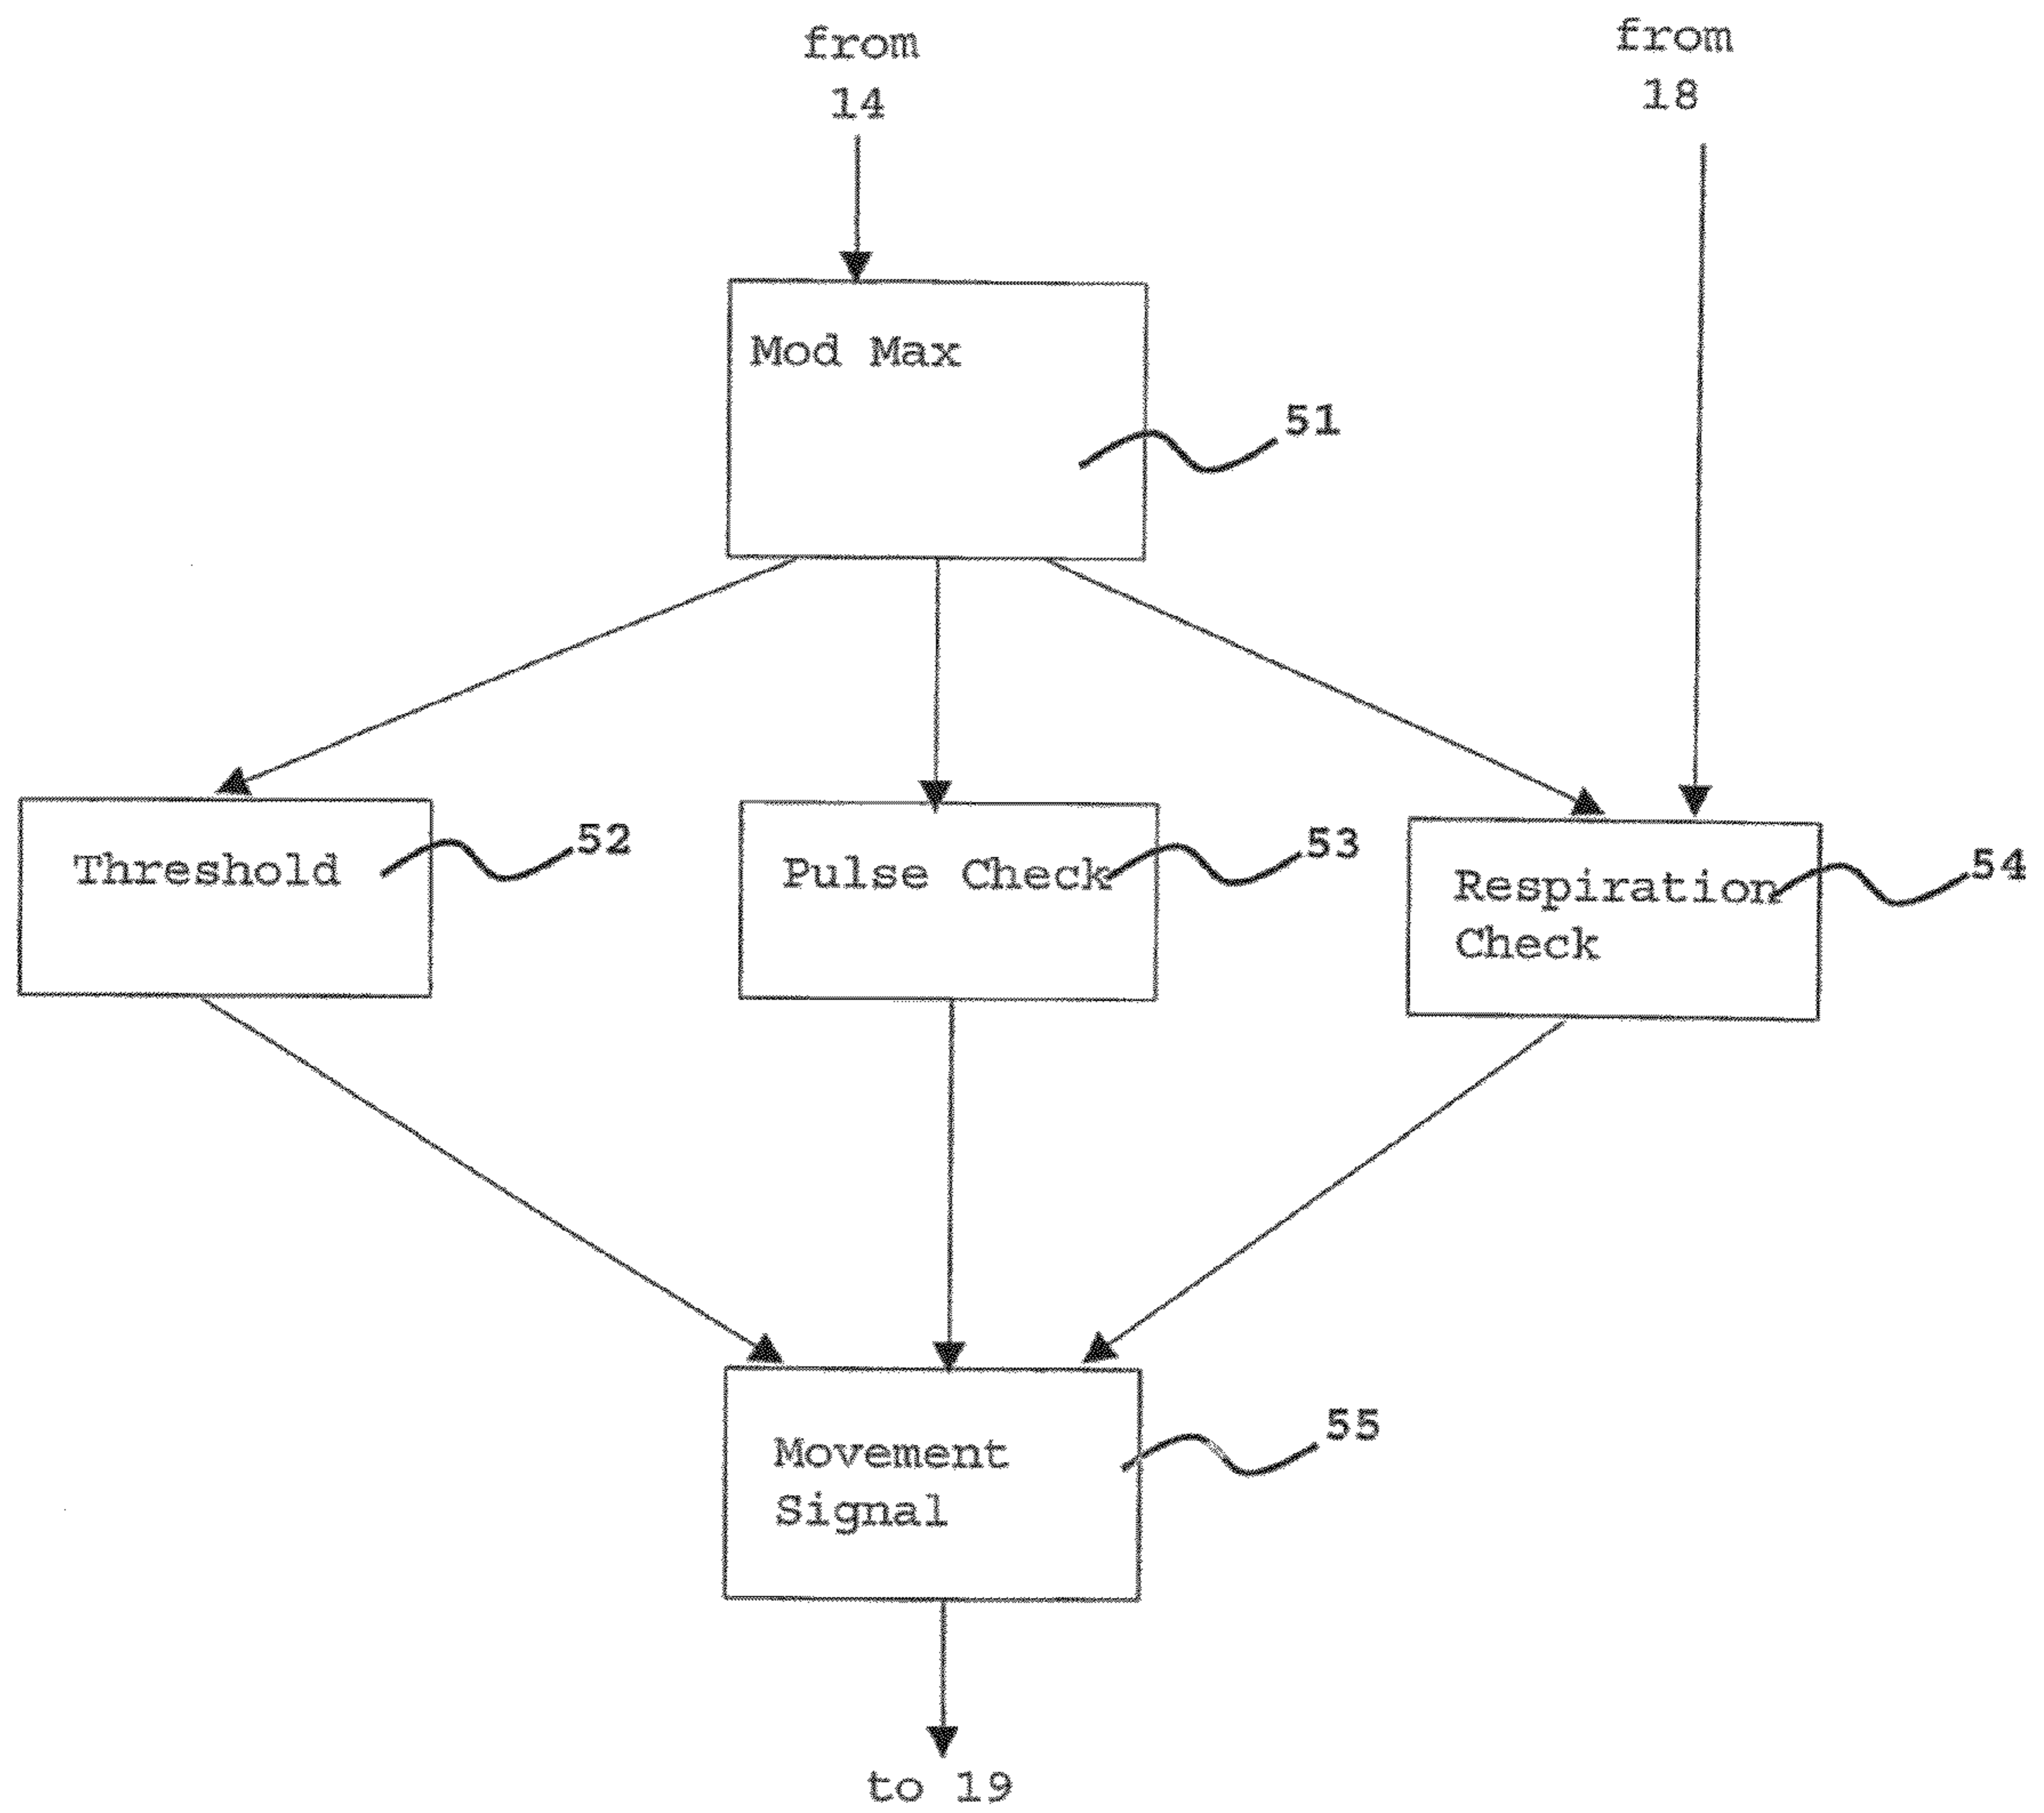 from
14
from
18
Mod Max
51
Threshold
52
Pulse Check
53
Respiration
Check
54
Movement
Signal
55
to 19